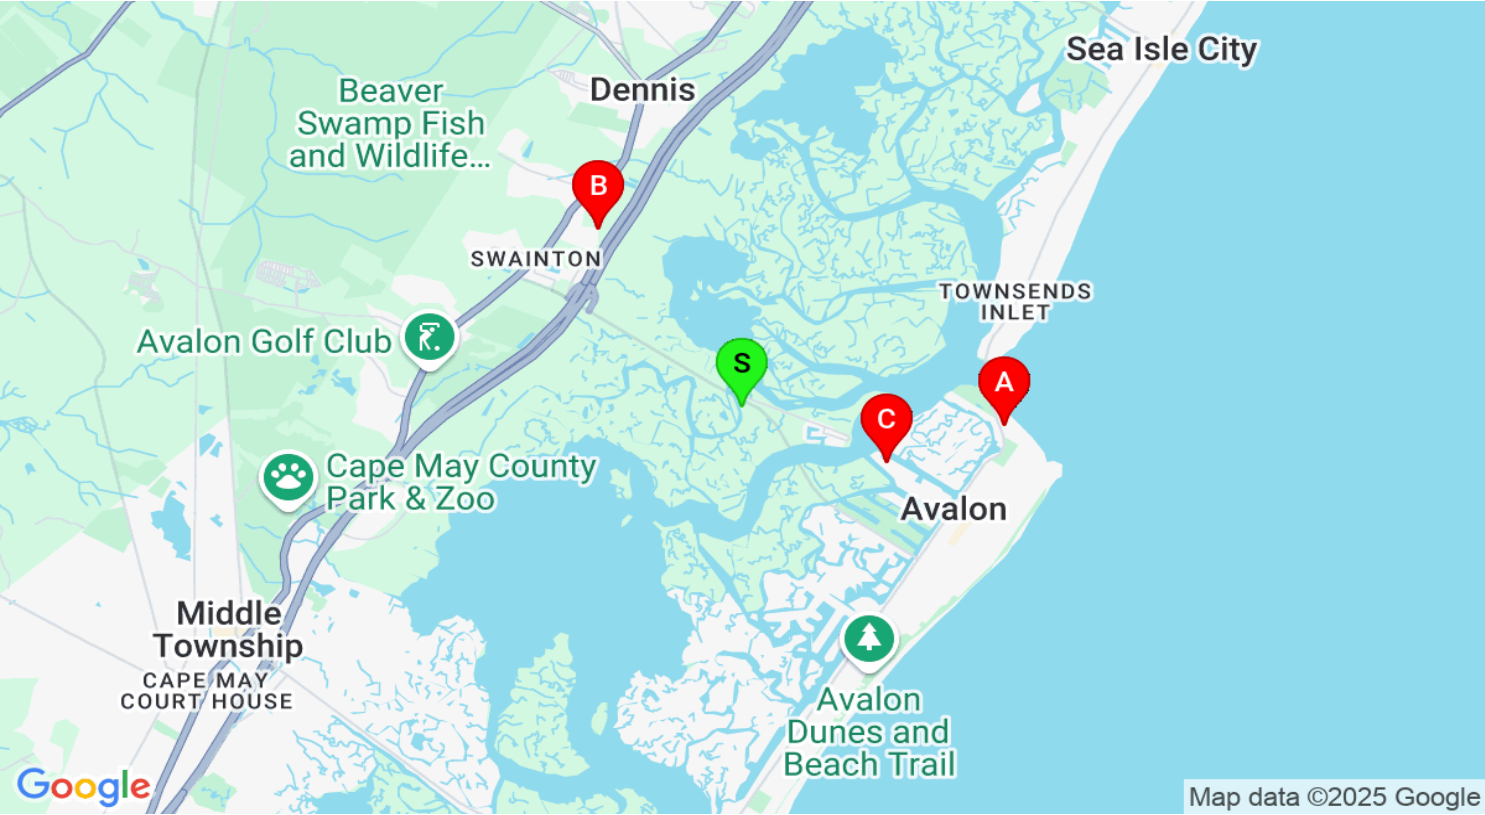 Sea Isle City
Dennis
Beaver
Swamp Fish
and Wildlife...
B
SWAINTON
TOWNSENDS
INLET
Avalon Golf Club
S
A
C
Cape May County
Park & Zoo
Avalon
Middle
Township
CAPE MAY
COURT HOUSE
Avalon
Dunes and
Beach Trail
Google
Map data ©2025 Google